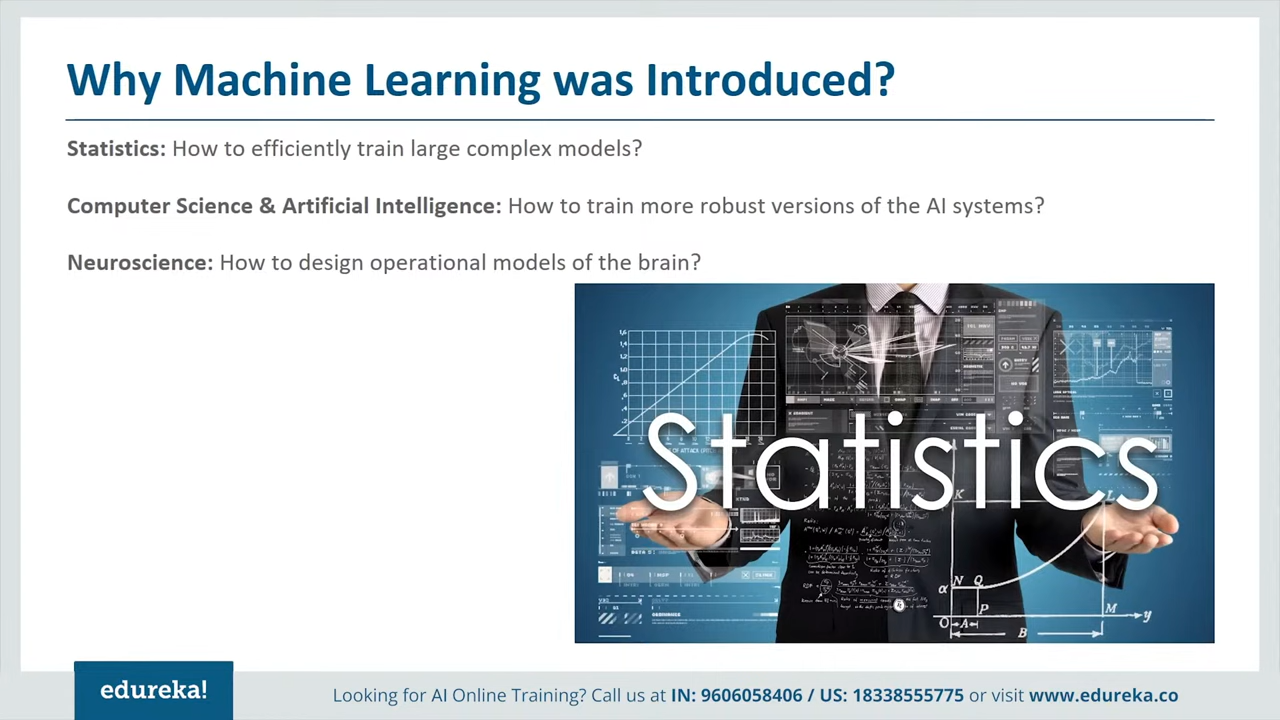 Why Machine Learning was Introduced?
Statistics: How to efficiently train large complex models?
Computer Science & Artificial Intelligence: How to train more robust versions of the AI systems?
Neuroscience: How to design operational models of the brain?
Statistics
K
L
N Q
α
P
M
y
O
A
B
edureka!
Looking for AI Online Training? Call us at IN: 9606058406 / US: 18338555775 or visit www.edureka.co